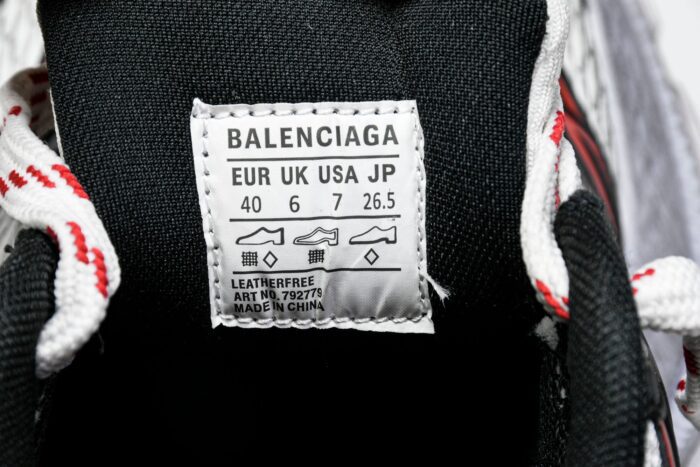 BALENCIAGA
EUR UK USA JP
40 6 7 26.5
LEATHERFREE
ART NO. 792779
MADE IN CHINA